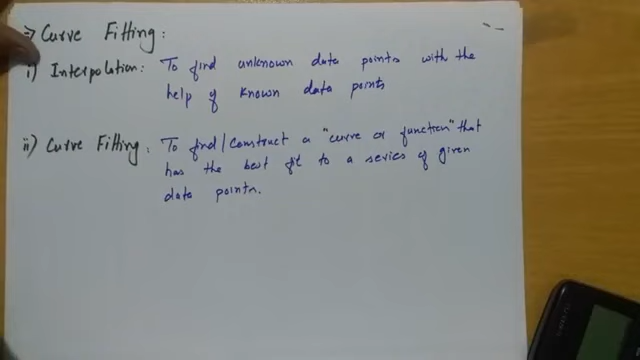 → Curve Fitting:
i) Interpolation: To find unknown data points with the
help of known data points
ii) Curve Fitting: To find/construct a "curve or function" that
has the best fit to a series of given
data points.